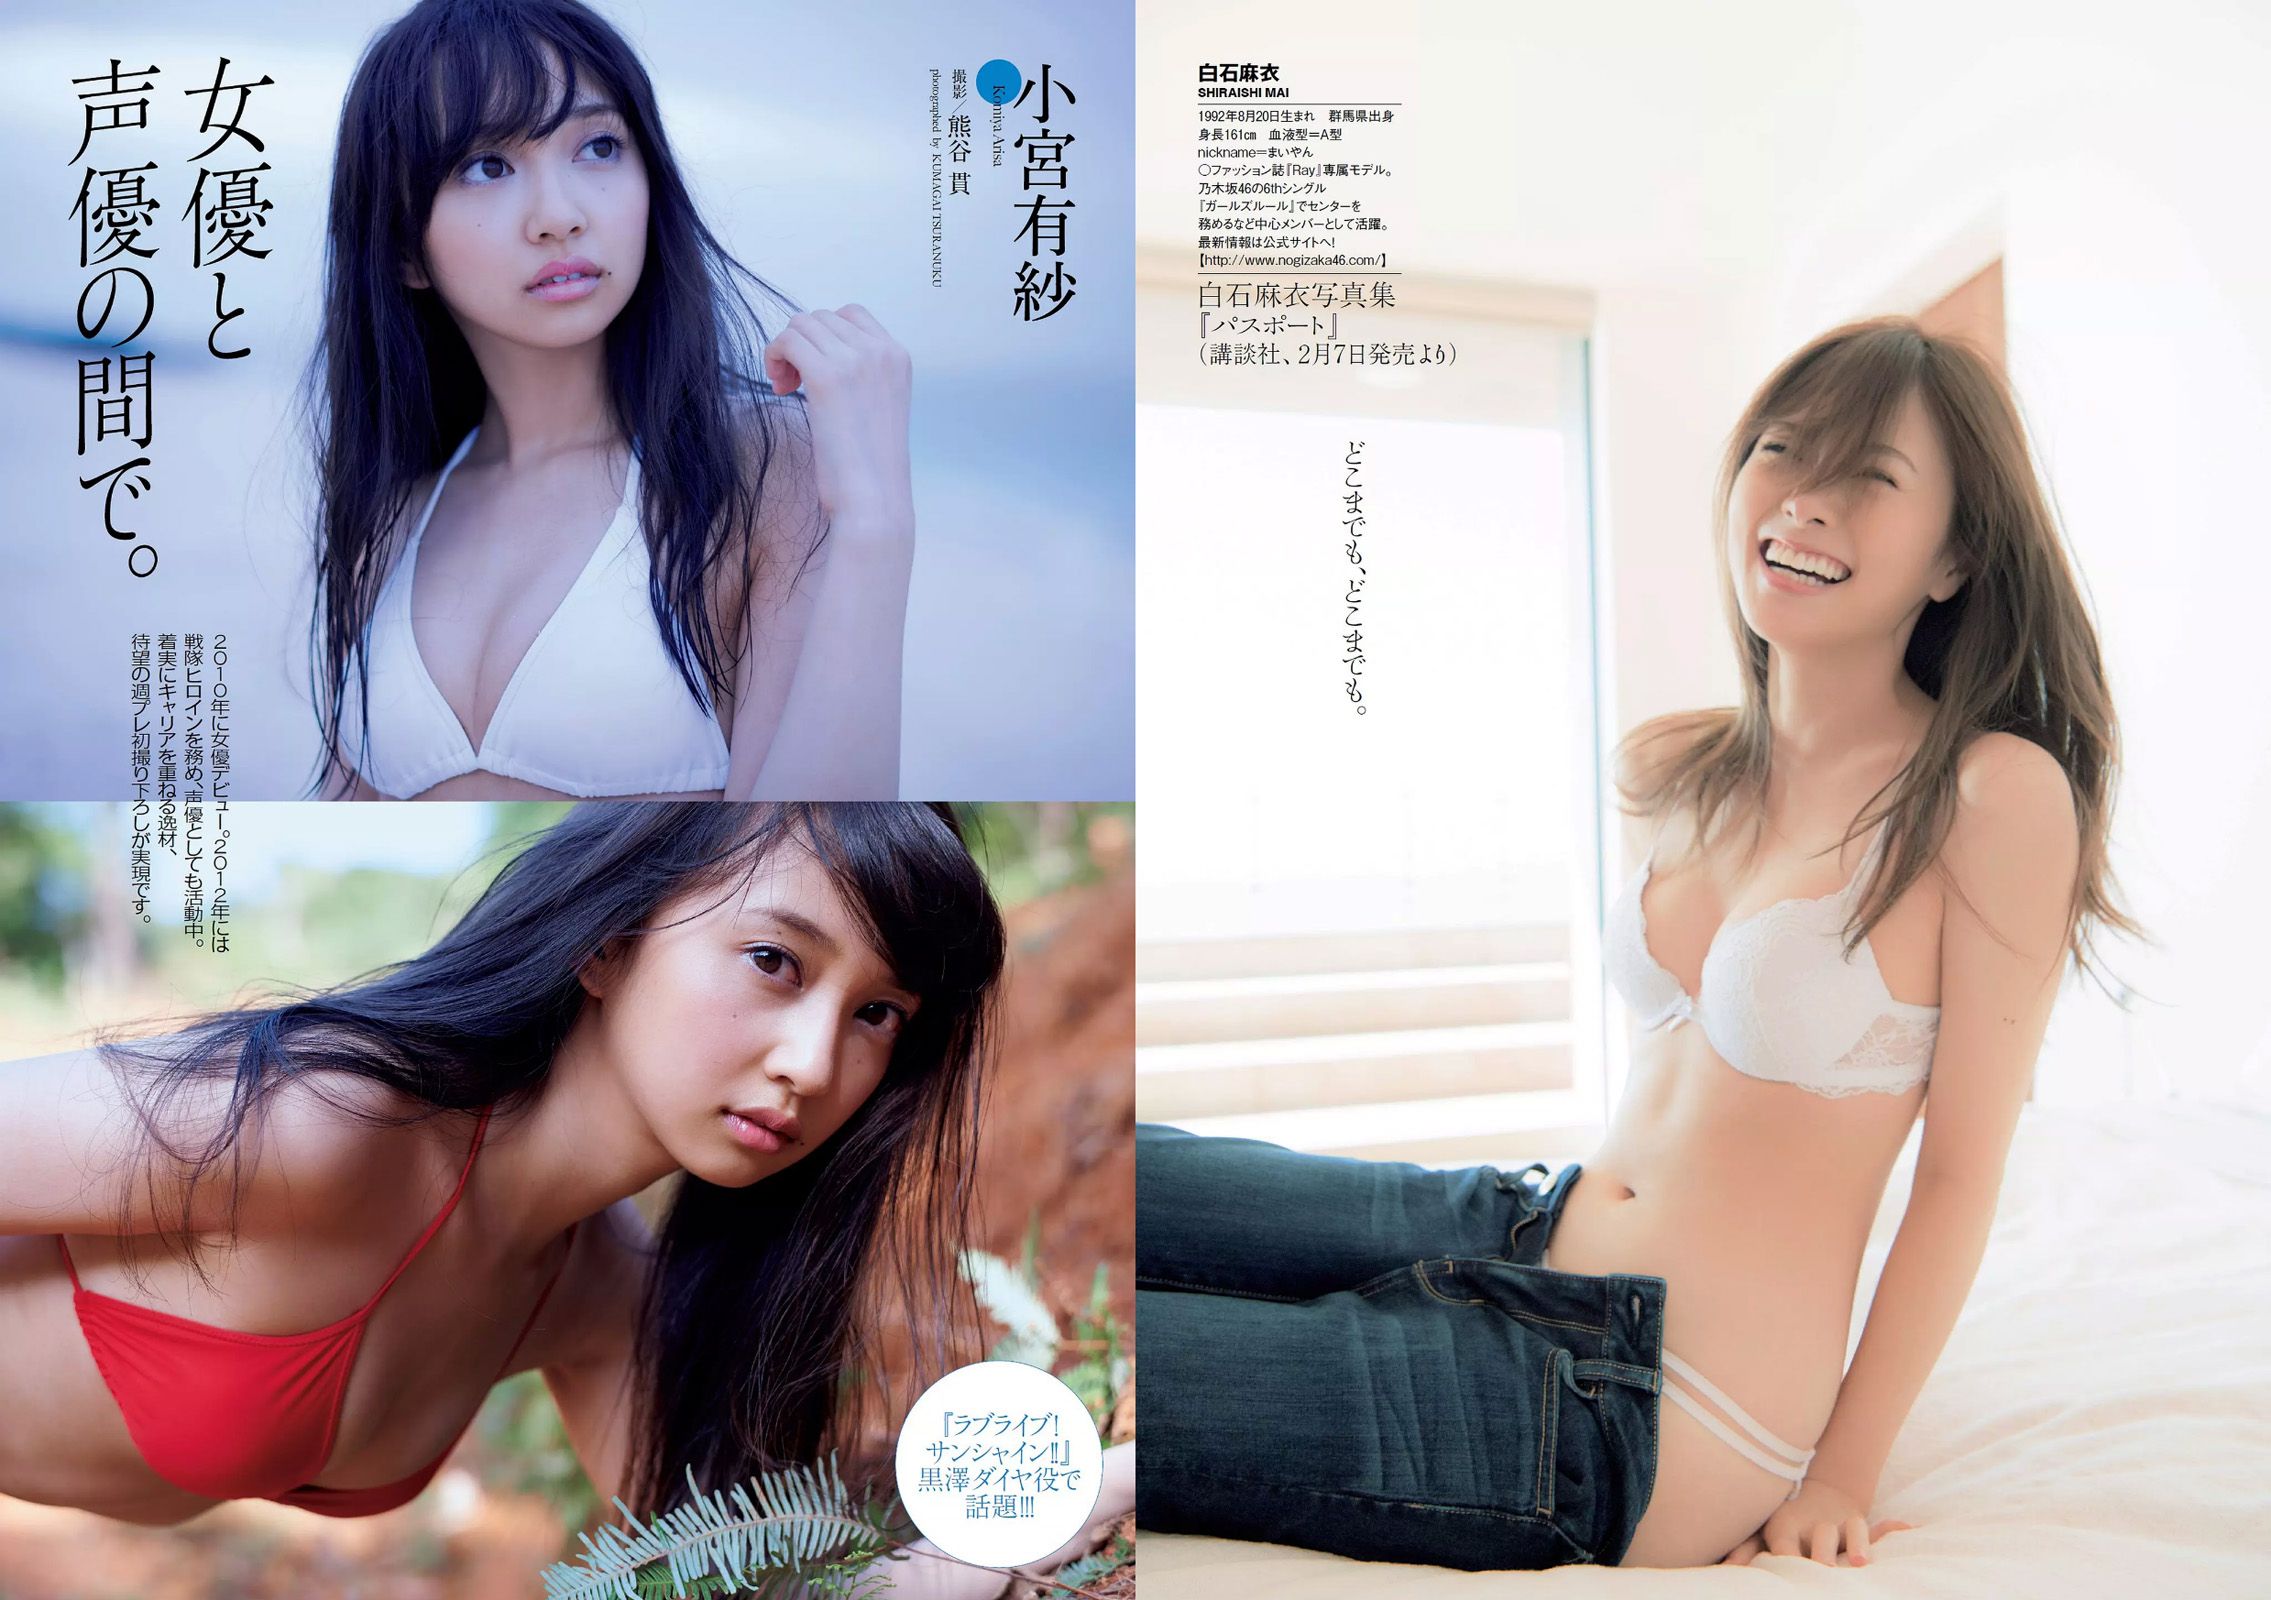 女優と
声優の間で。
小宮有紗
Komiya Arisa
撮影／熊谷 貫
photographed by KUMAGAI TSURANUKU
2010年に女優デビュー。2012年には
戦隊ヒロインを務め、声優としても活動中。
着実にキャリアを重ねる逸材、
待望の週プレ初撮り下ろしが実現です。
『ラブライブ!
サンシャイン!!』
黒澤ダイヤ役で
話題!!!
白石麻衣
SHIRAISHI MAI
1992年8月20日生まれ　群馬県出身
身長161㎝　血液型＝A型
nickname＝まいやん
○ファッション誌『Ray』専属モデル。
乃木坂46の6thシングル
『ガールズルール』でセンターを
務めるなど中心メンバーとして活躍。
最新情報は公式サイトへ!
【http://www.nogizaka46.com/】
白石麻衣写真集
『パスポート』
（講談社、2月7日発売より）
どこまでも、どこまでも。